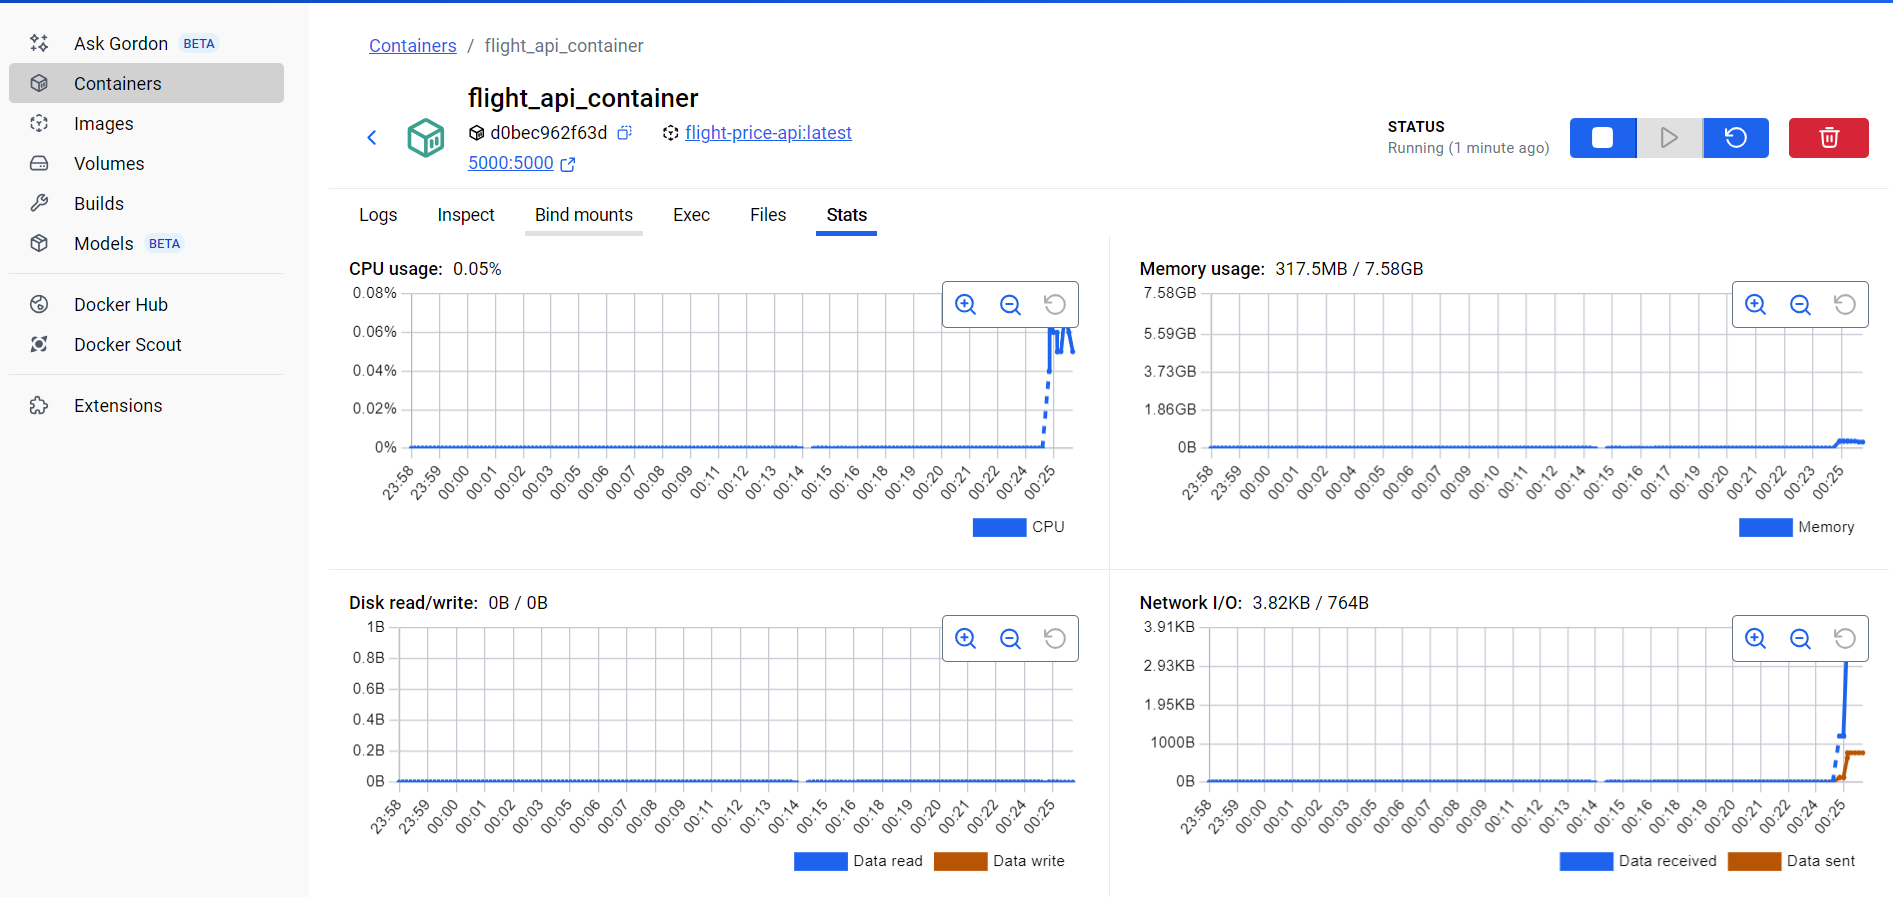 Ask Gordon BETA
Containers
Images
Volumes
Builds
Models BETA
Docker Hub
Docker Scout
Extensions
Containers / flight_api_container
flight_api_container
d0bec962f63d flight-price-api:latest
5000:5000
STATUS
Running (1 minute ago)
Logs Inspect Bind mounts Exec Files Stats
CPU usage: 0.05%
0.08%
0.06%
0.04%
0.02%
0%
23:58 23:59 00:00 00:01 00:02 00:03 00:05 00:06 00:07 00:08 00:09 00:11 00:12 00:13 00:14 00:15 00:16 00:18 00:19 00:20 00:21 00:22 00:24 00:25
CPU
Memory usage: 317.5MB / 7.58GB
7.58GB
5.59GB
3.73GB
1.86GB
0B
23:58 23:59 00:00 00:01 00:02 00:04 00:05 00:06 00:07 00:09 00:10 00:11 00:12 00:14 00:15 00:16 00:17 00:19 00:20 00:21 00:22 00:23 00:25
Memory
Disk read/write: 0B / 0B
1B
0.8B
0.6B
0.4B
0.2B
0B
23:58 23:59 00:00 00:01 00:02 00:03 00:05 00:06 00:07 00:08 00:09 00:11 00:12 00:13 00:14 00:15 00:16 00:18 00:19 00:20 00:21 00:22 00:24 00:25
Data read Data write
Network I/O: 3.82KB / 764B
3.91KB
2.93KB
1.95KB
1000B
0B
23:58 23:59 00:00 00:01 00:02 00:03 00:05 00:06 00:07 00:08 00:09 00:11 00:12 00:13 00:14 00:15 00:16 00:18 00:19 00:20 00:21 00:22 00:24 00:25
Data received Data sent